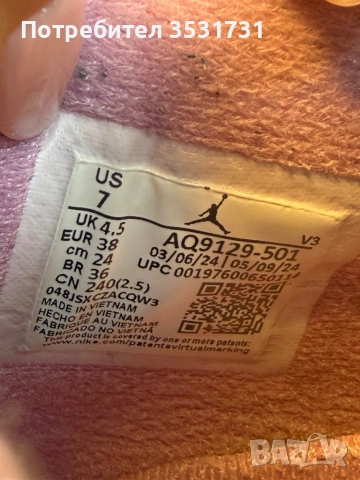 Потребител 3531731
US
7
UK 4.5
EUR 38
cm 24
BR 36
CN 240(2.5)
V3
AQ9129-501
03/06/24 05/09/24
UPC
048JSXCZACQW3
MADE IN VIETNAM
HECHO EN VIETNAM
FABRIQUÉ AU VIETNAM
This product is covered by one or more patents:
www.nike.com/patentsvirtualmarking
BAZAR